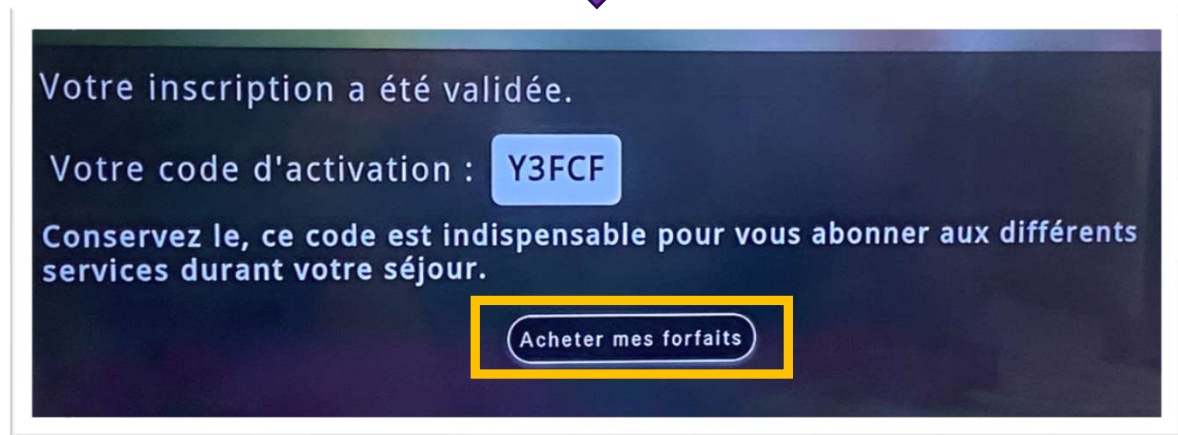 Votre inscription a été validée.
Votre code d'activation : Y3FCF
Conservez le, ce code est indispensable pour vous abonner aux différents
services durant votre séjour.
Acheter mes forfaits